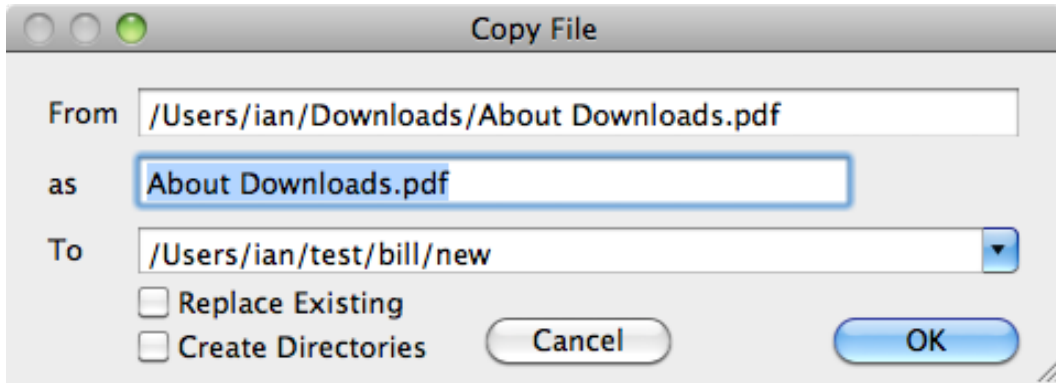 Copy File
From /Users/ian/Downloads/About Downloads.pdf
as About Downloads.pdf
To /Users/ian/test/bill/new
Replace Existing
Create Directories Cancel OK